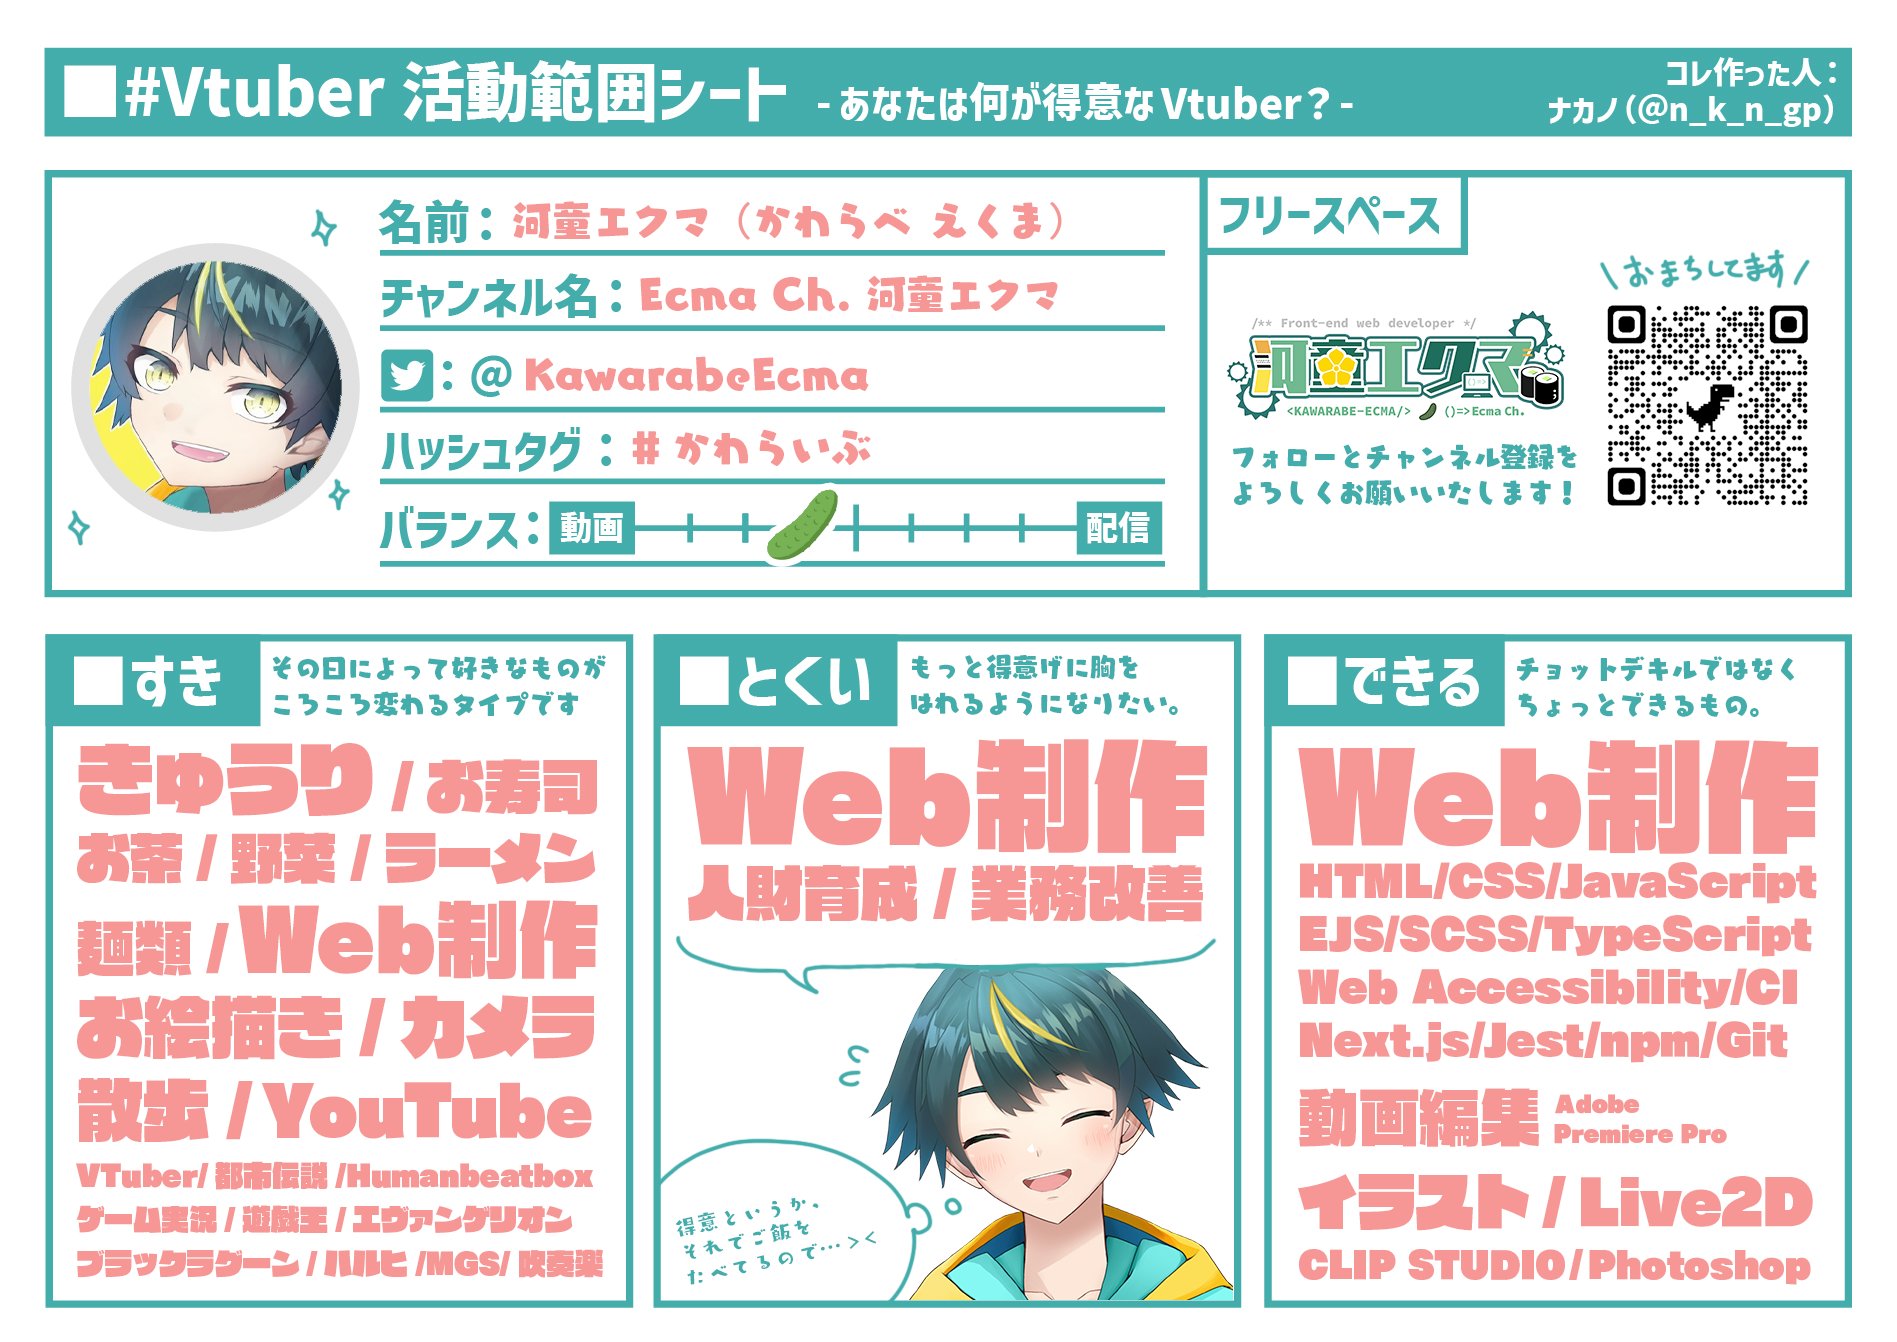 ■#Vtuber 活動範囲シート -あなたは何が得意なVtuber?-
コレ作った人：
ナカノ（@n_k_n_gp）
名前：河童エクマ（かわらべ えくま）
チャンネル名：Ecma Ch. 河童エクマ
：@KawarabeEcma
ハッシュタグ：#かわらいぶ
バランス：動画 配信
フリースペース
\おまちしてます/
/** Front-end web developer */
河童エクマ
<KAWARABE-ECMA/> ()=>Ecma Ch.
フォローとチャンネル登録を
よろしくお願いいたします！
■すき
その日によって好きなものが
ころころ変わるタイプです
きゅうり/お寿司
お茶/野菜/ラーメン
麺類/Web制作
お絵描き/カメラ
散歩/YouTube
VTuber/都市伝説/Humanbeatbox
ゲーム実況/遊戯王/エヴァンゲリオン
ブラックラグーン/ハルヒ/MGS/吹奏楽
■とくい
もっと得意げに胸を
はれるようになりたい。
Web制作
人財育成/業務改善
得意というか、
それでご飯を
たべてるので…><
■できる
チョットデキルではなく
ちょっとできるもの。
Web制作
HTML/CSS/JavaScript
EJS/SCSS/TypeScript
Web Accessibility/CI
Next.js/Jest/npm/Git
動画編集 Adobe
Premiere Pro
イラスト/Live2D
CLIP STUDIO/Photoshop